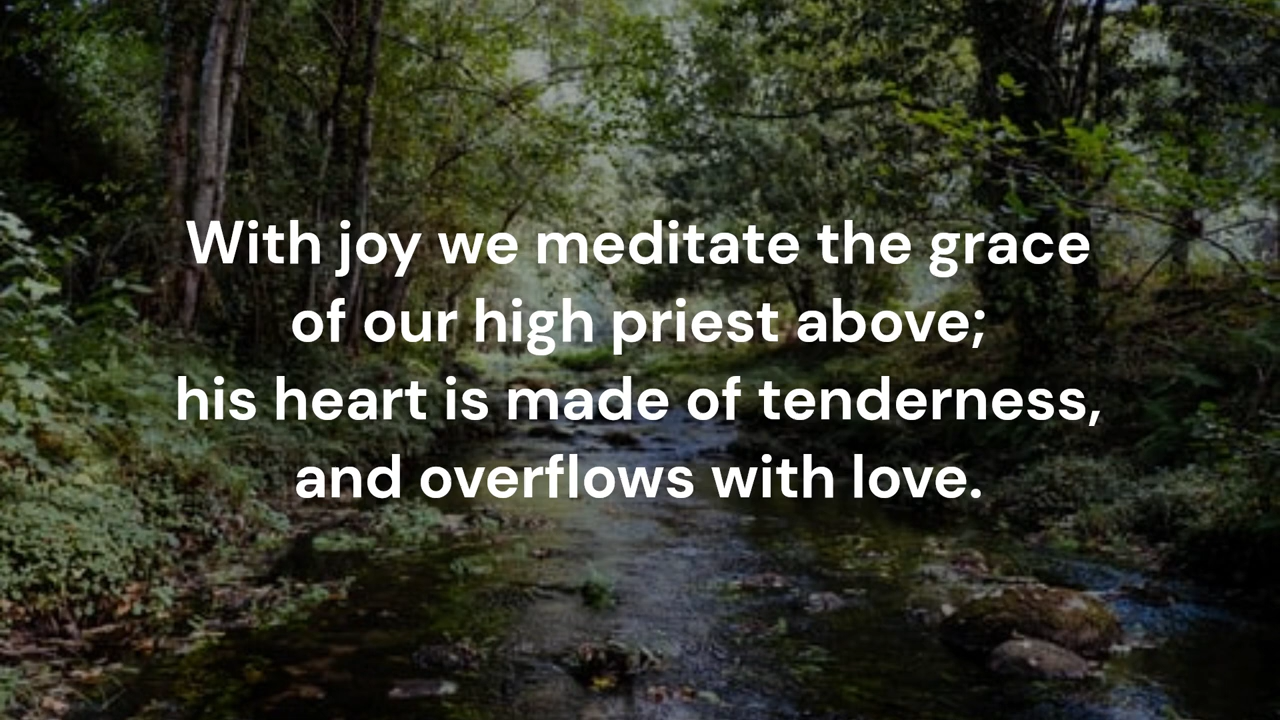 With joy we meditate the grace
of our high priest above;
his heart is made of tenderness,
and overflows with love.